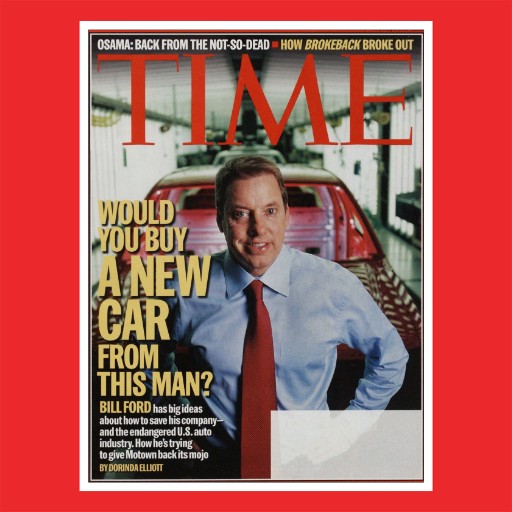 OSAMA: BACK FROM THE NOT-SO-DEAD ■ HOW BROKEBACK BROKE OUT
TIME
WOULD
YOU BUY
A NEW
CAR
FROM
THIS MAN?
BILL FORD has big ideas
about how to save his company—
and the endangered U.S. auto
industry. How he's trying
to give Motown back its mojo
BY DORINDA ELLIOTT